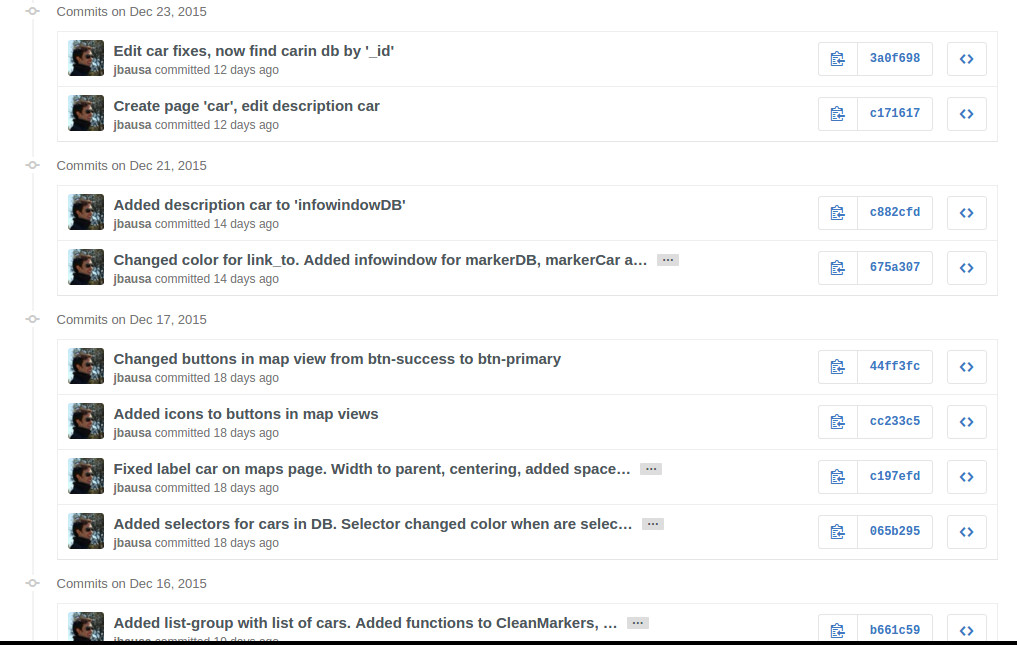 Commits on Dec 23, 2015
Edit car fixes, now find carin db by '_id'
jbausa committed 12 days ago
3a0f698
Create page 'car', edit description car
jbausa committed 12 days ago
c171617
Commits on Dec 21, 2015
Added description car to 'infowindowDB'
jbausa committed 14 days ago
c882cfd
Changed color for link_to. Added infowindow for markerDB, markerCar a… …
jbausa committed 14 days ago
675a307
Commits on Dec 17, 2015
Changed buttons in map view from btn-success to btn-primary
jbausa committed 18 days ago
44ff3fc
Added icons to buttons in map views
jbausa committed 18 days ago
cc233c5
Fixed label car on maps page. Width to parent, centering, added space… …
jbausa committed 18 days ago
c197efd
Added selectors for cars in DB. Selector changed color when are selec… …
jbausa committed 18 days ago
065b295
Commits on Dec 16, 2015
Added list-group with list of cars. Added functions to CleanMarkers, … …
jbausa committed 19 days ago
b661c59